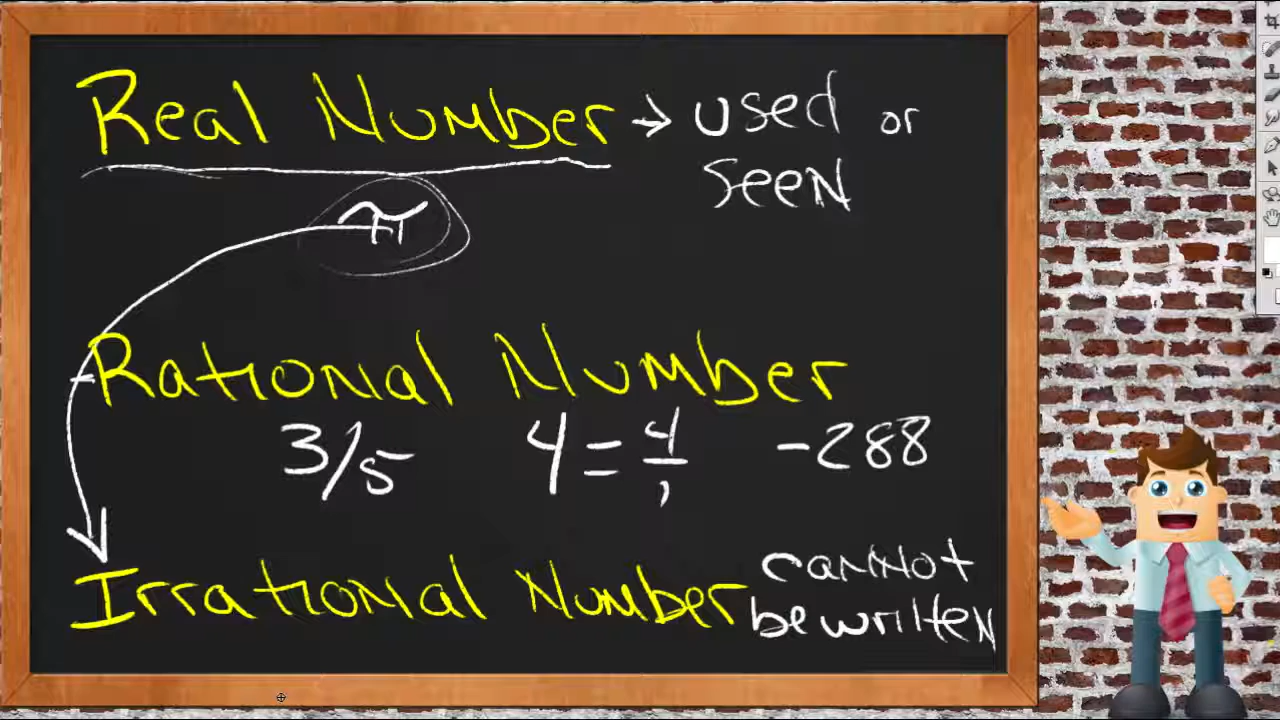 Real Number → used or
seen
π
Rational Number
3/5 4 = 4/1 -288
Irrational Number cannot
be written